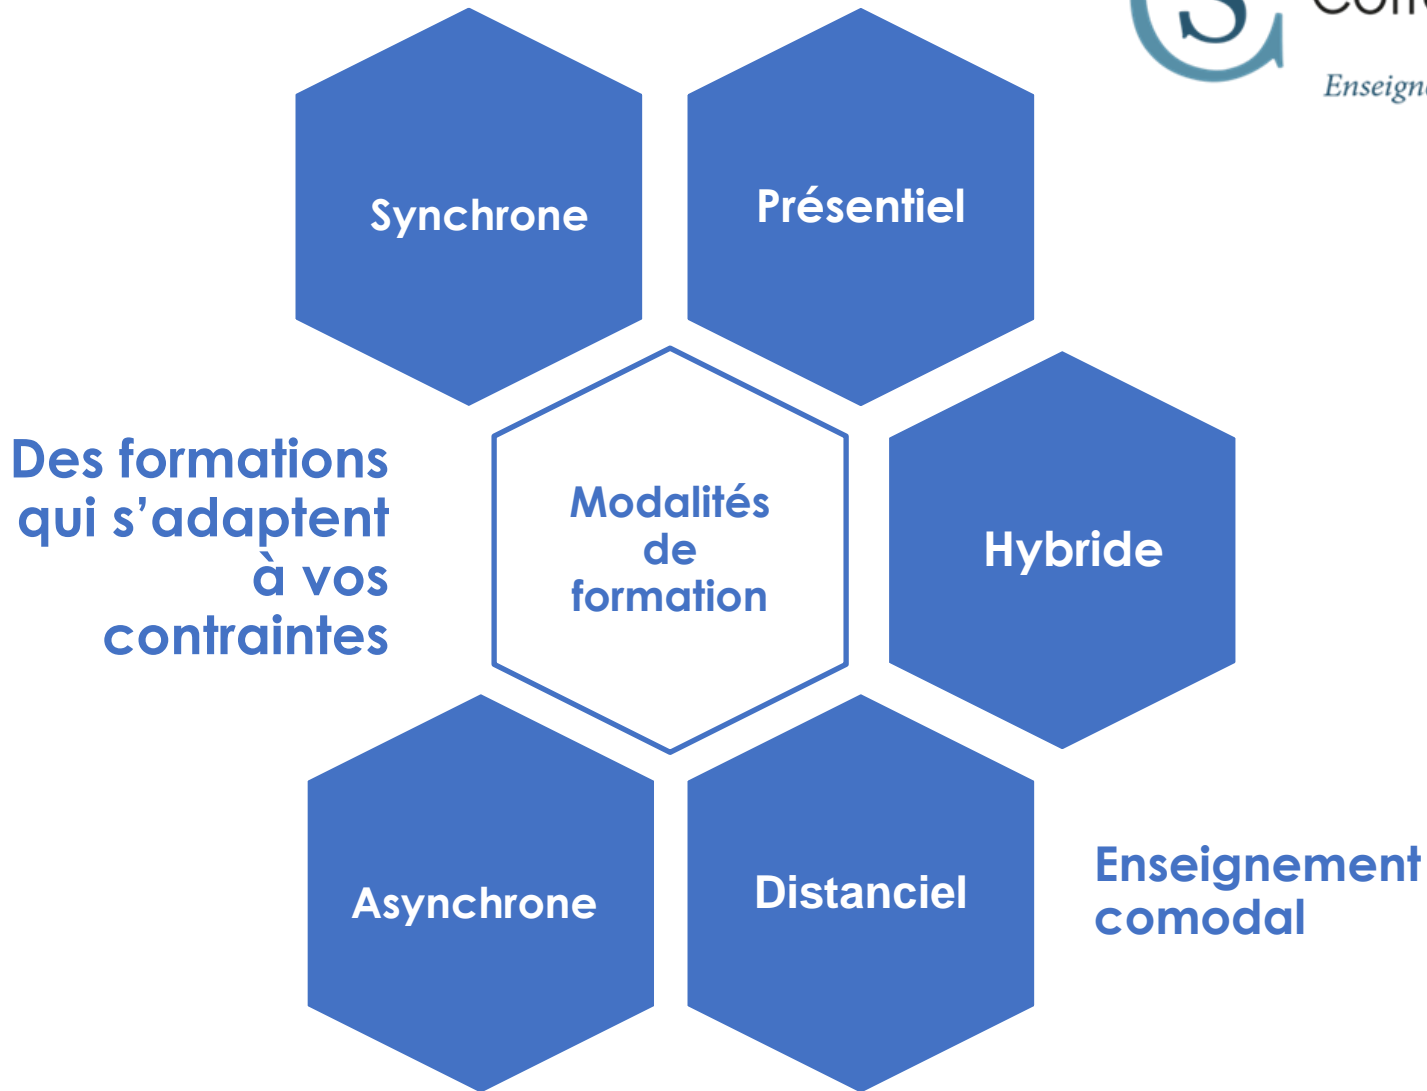 Synchrone
Présentiel
Des formations
qui s’adaptent
à vos
contraintes
Modalités
de
formation
Hybride
Asynchrone
Distanciel
Enseignement
comodal